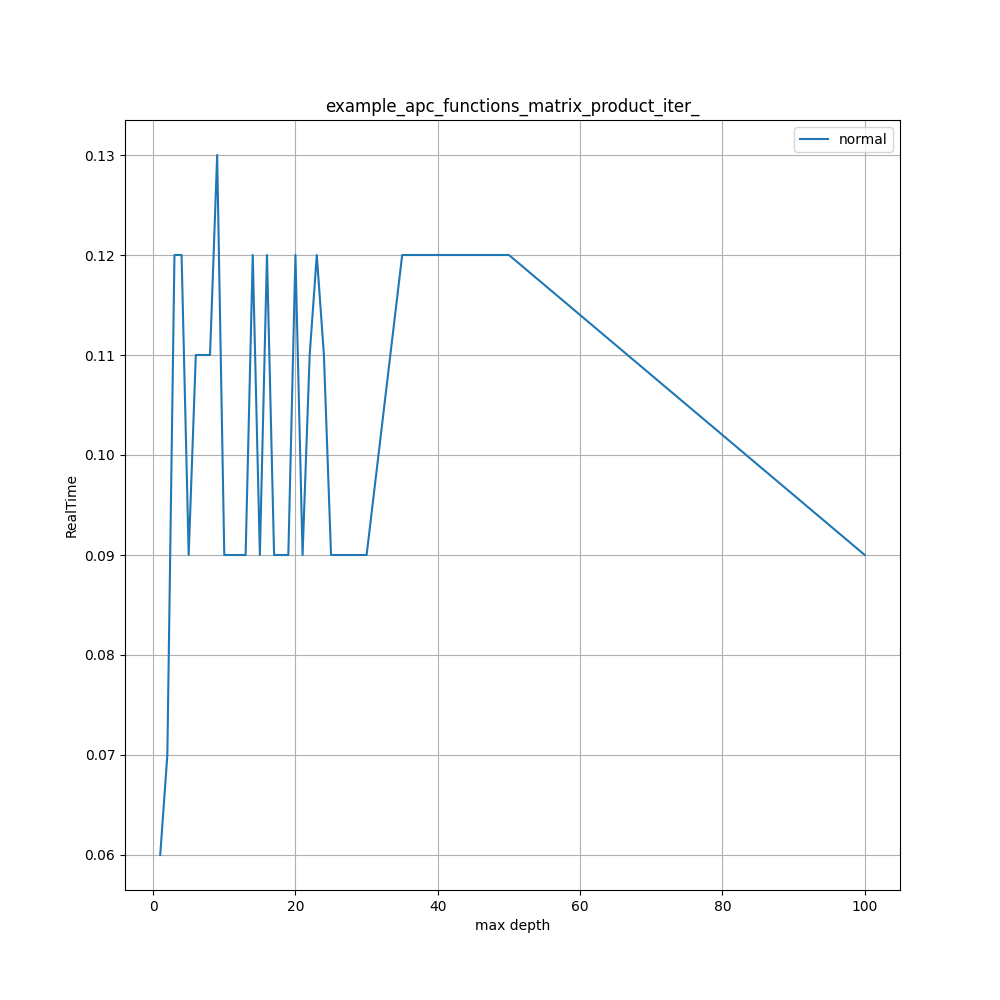 example_apc_functions_matrix_product_iter_
normal
0.13
0.12
0.11
0.10
0.09
0.08
0.07
0.06
RealTime
0 20 40 60 80 100
max depth